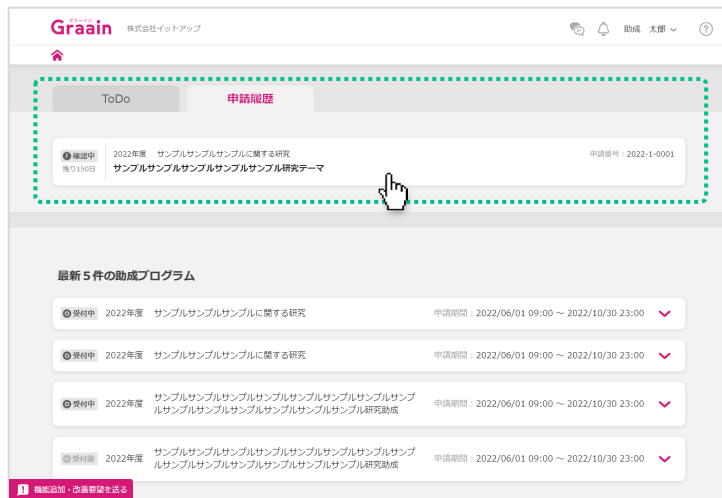 グラーイン
Graain 株式会社イットアップ 助成 太郎
ToDo 申請履歴
確認中 2022年度 サンプルサンプルサンプルに関する研究 申請番号：2022-1-0001
残り150日 サンプルサンプルサンプルサンプルサンプル研究テーマ
最新５件の助成プログラム
受付中 2022年度 サンプルサンプルサンプルに関する研究 申請期間：2022/06/01 09:00 ～ 2022/10/30 23:00
受付中 2022年度 サンプルサンプルサンプルに関する研究 申請期間：2022/06/01 09:00 ～ 2022/10/30 23:00
受付中 2022年度 サンプルサンプルサンプルサンプルサンプルサンプルサンプルサンプ
ルサンプルサンプルサンプルサンプルサンプルサンプル研究助成 申請期間：2022/06/01 09:00 ～ 2022/10/30 23:00
受付前 2022年度 サンプルサンプルサンプルサンプルサンプルサンプルサンプルサンプ
ルサンプルサンプルサンプルサンプルサンプルサンプル研究助成 申請期間：2022/06/01 09:00 ～ 2022/10/30 23:00
機能追加・改善要望を送る